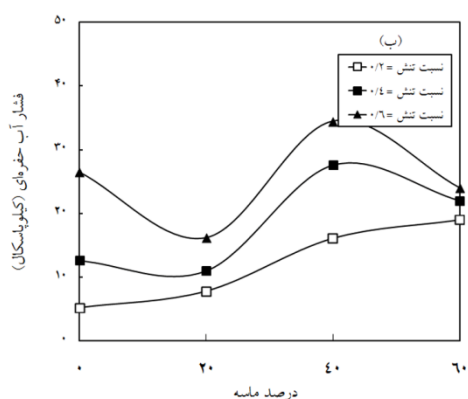 ۵۰
۴۰
۳۰
۲۰
۱۰
۰
فشار آب حفره‌ای (کیلوپاسکال)
(ب)
نسبت تنش = ۰/۲
نسبت تنش = ۰/۴
نسبت تنش = ۰/۶
۰ ۲۰ ۴۰ ۶۰
درصد ماسه